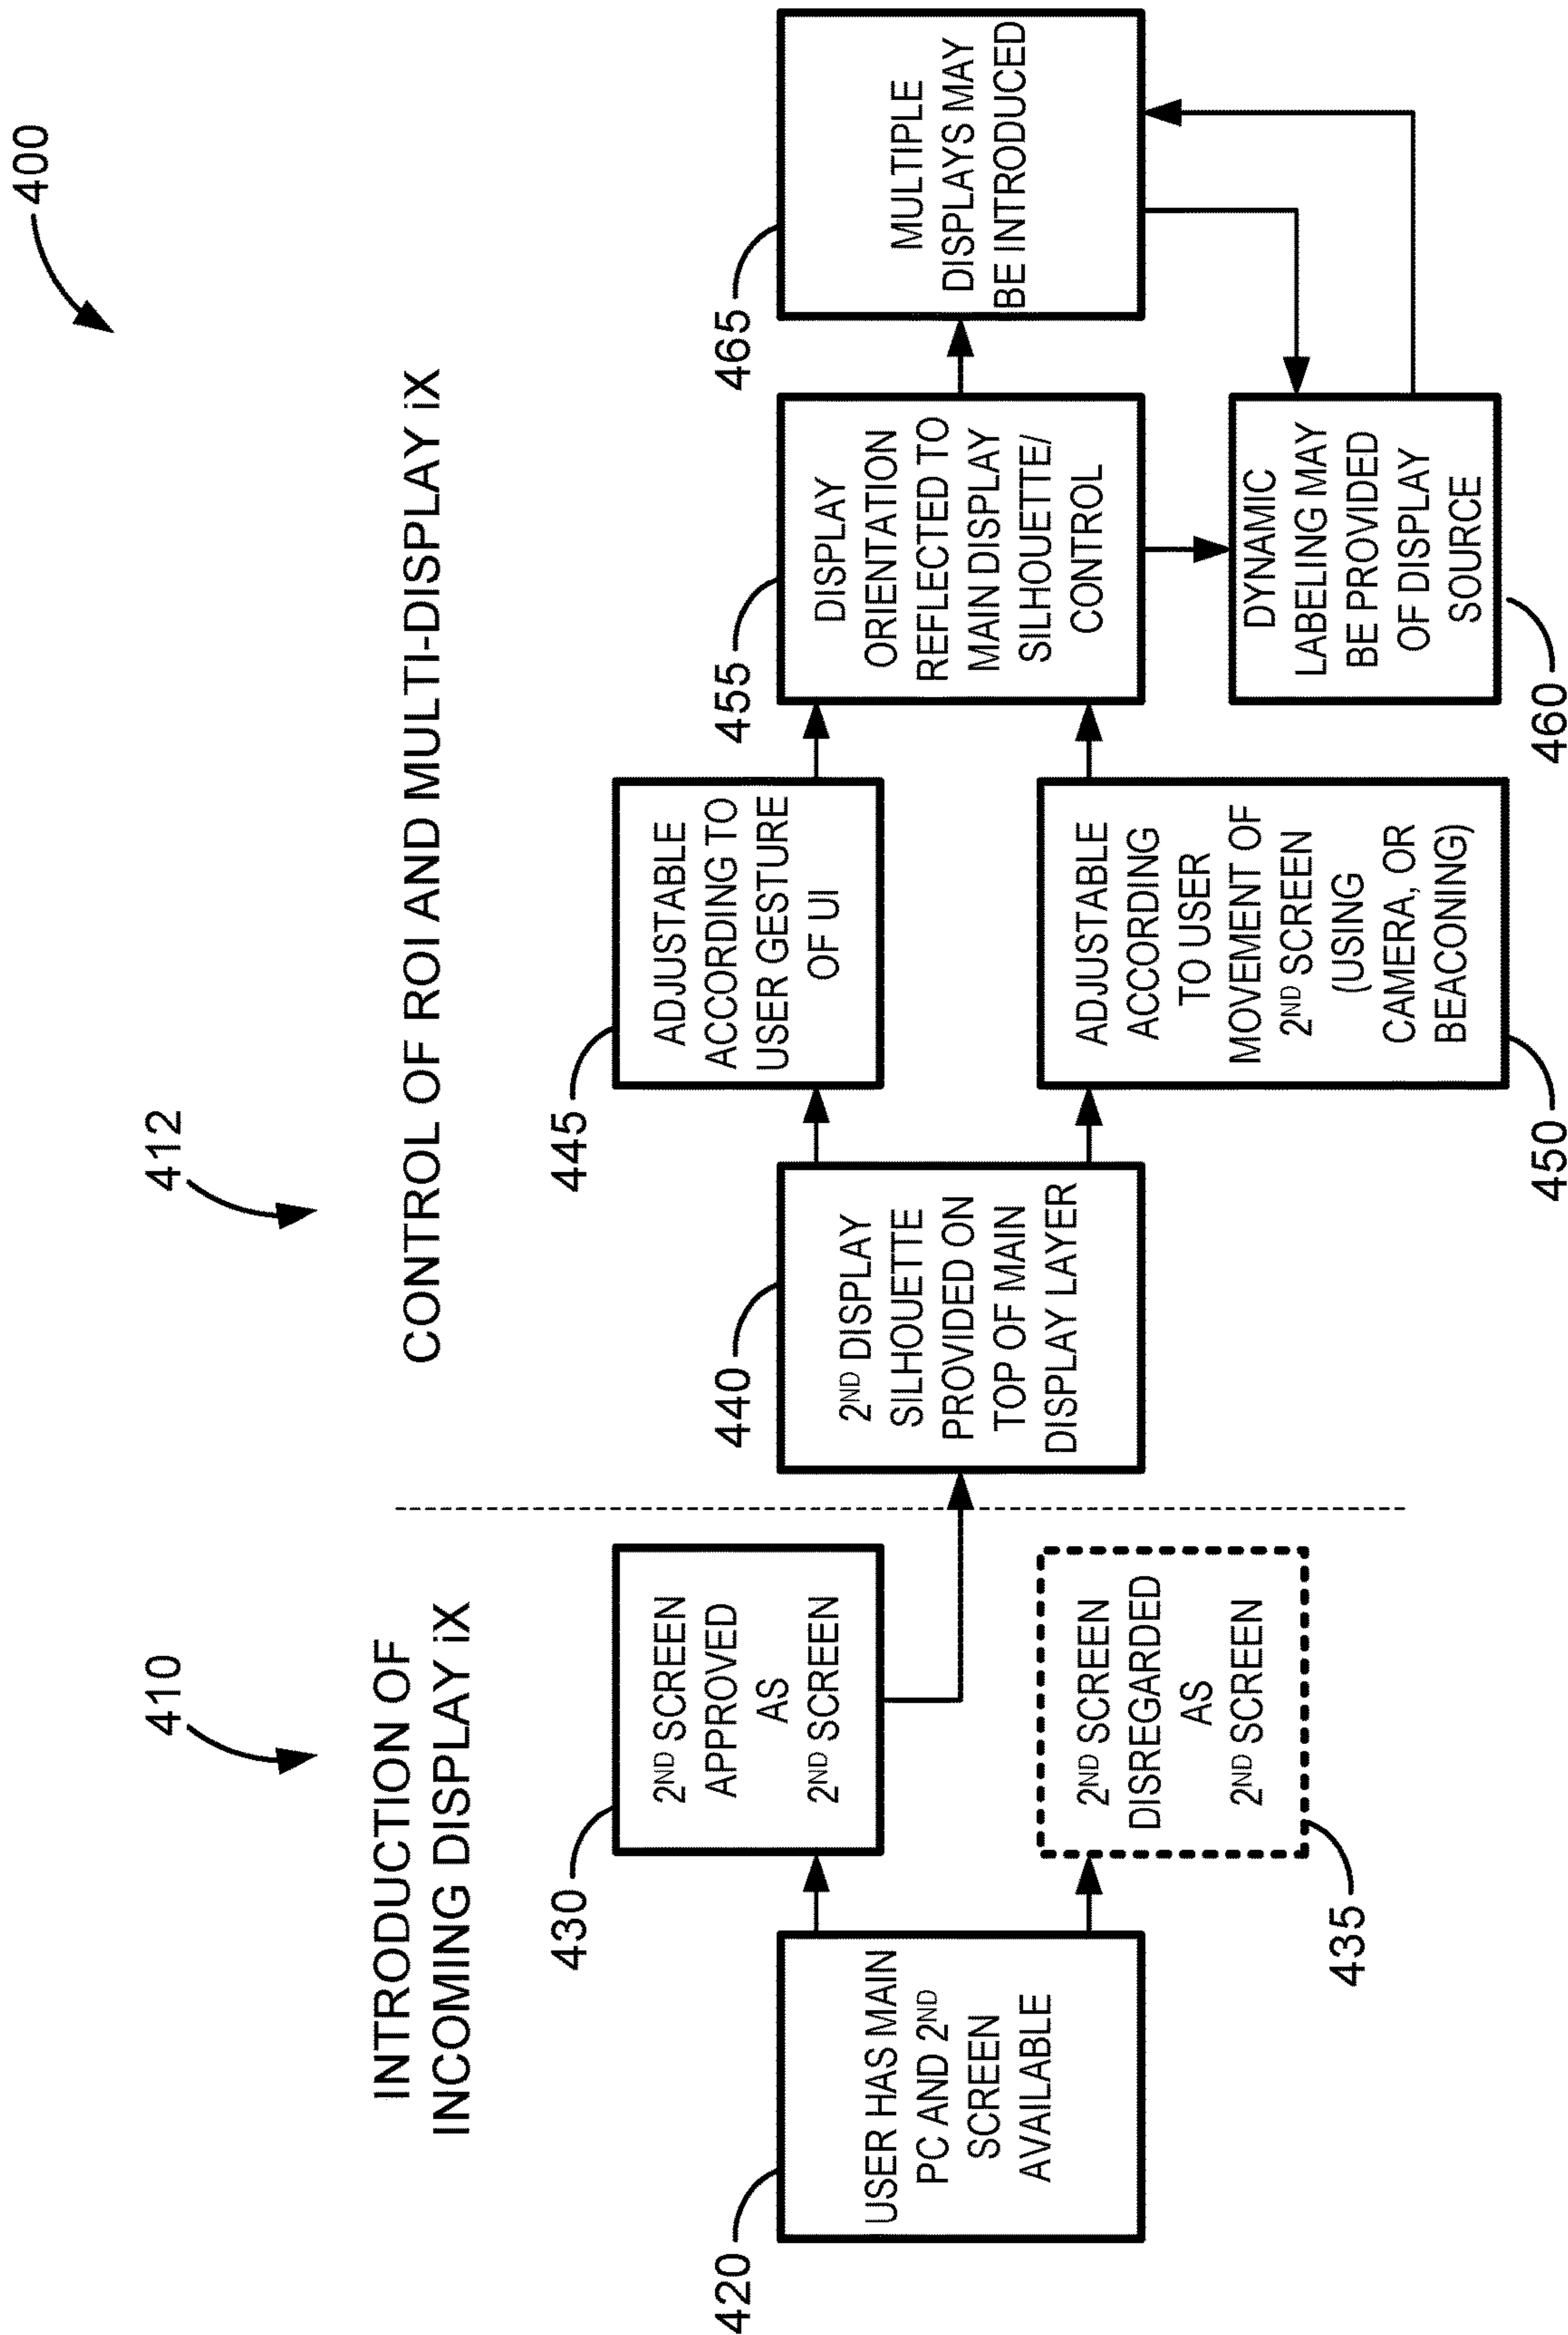 400
410
INTRODUCTION OF
INCOMING DISPLAY iX
412
CONTROL OF ROI AND MULTI-DISPLAY iX
420
USER HAS MAIN
PC AND 2ND
SCREEN
AVAILABLE
430
2ND SCREEN
APPROVED
AS
2ND SCREEN
435
2ND SCREEN
DISREGARDED
AS
2ND SCREEN
440
2ND DISPLAY
SILHOUETTE
PROVIDED ON
TOP OF MAIN
DISPLAY LAYER
445
ADJUSTABLE
ACCORDING TO
USER GESTURE
OF UI
450
ADJUSTABLE
ACCORDING
TO USER
MOVEMENT OF
2ND SCREEN
(USING
CAMERA, OR
BEACONING)
455
DISPLAY
ORIENTATION
REFLECTED TO
MAIN DISPLAY
SILHOUETTE/
CONTROL
460
DYNAMIC
LABELING MAY
BE PROVIDED
OF DISPLAY
SOURCE
465
MULTIPLE
DISPLAYS MAY
BE INTRODUCED